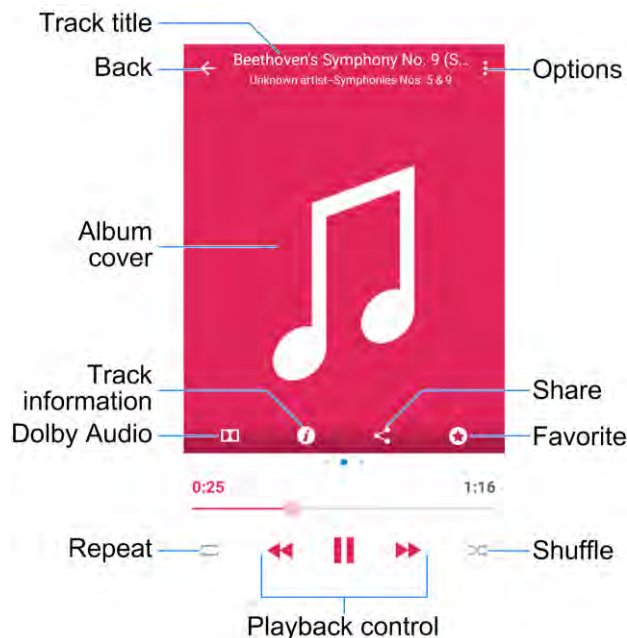 Track title
Back
Beethoven's Symphony No. 9 (S...
Unknown artist–Symphonies Nos. 5 & 9
Options
Album
cover
Track
information
Share
Dolby Audio
Favorite
0:25
1:16
Repeat
Shuffle
Playback control